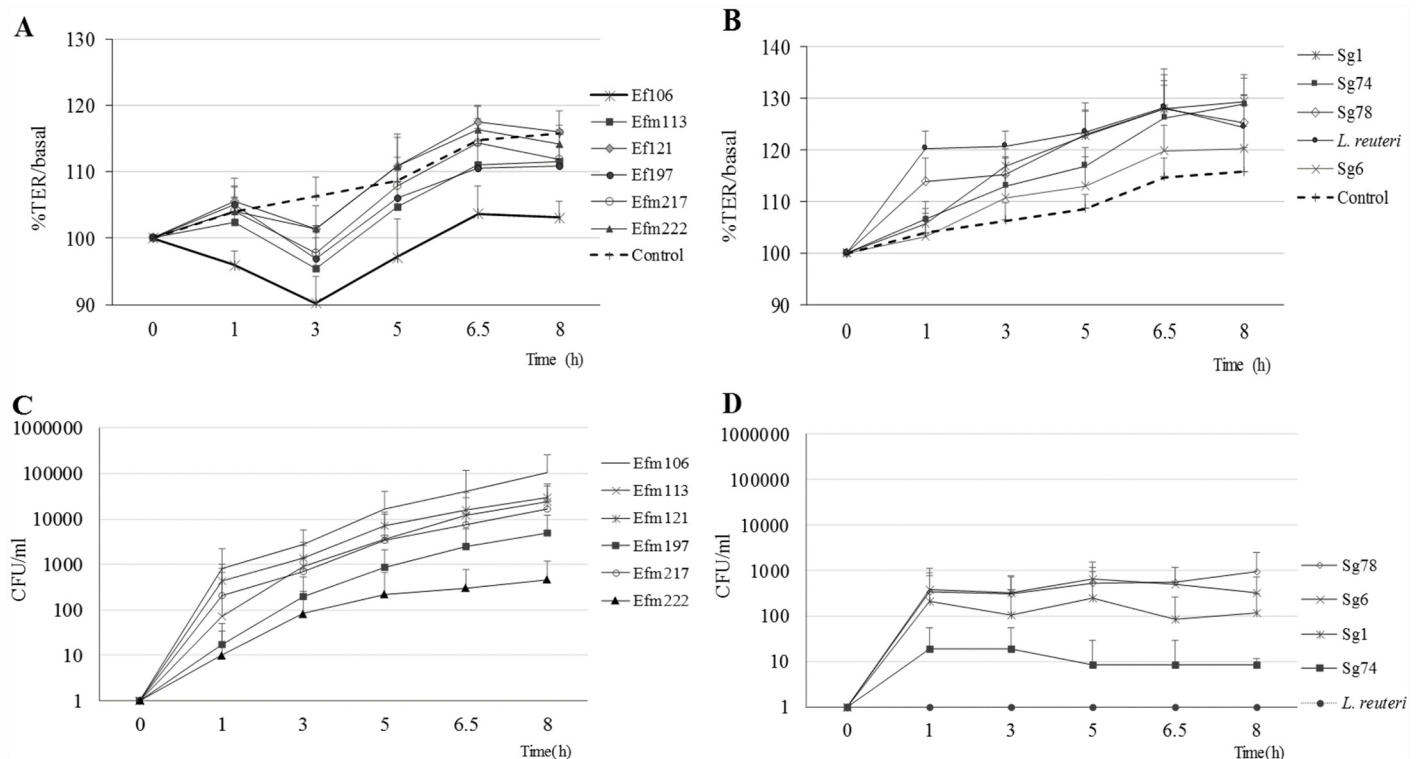 A
%TER/basal
130
120
110
100
90
0 1 3 5 6.5 8
Time (h)
Ef106
Efm113
Ef121
Ef197
Efm217
Efm222
Control
B
%TER/basal
140
130
120
110
100
90
0 1 3 5 6.5 8
Time (h)
Sg1
Sg74
Sg78
L. reuteri
Sg6
Control
C
CFU/ml
1000000
100000
10000
1000
100
10
1
0 1 3 5 6.5 8
Time(h)
Efm106
Efm113
Efm121
Efm197
Efm217
Efm222
D
CFU/ml
1000000
100000
10000
1000
100
10
1
0 1 3 5 6.5 8
Time(h)
Sg78
Sg6
Sg1
Sg74
L. reuteri